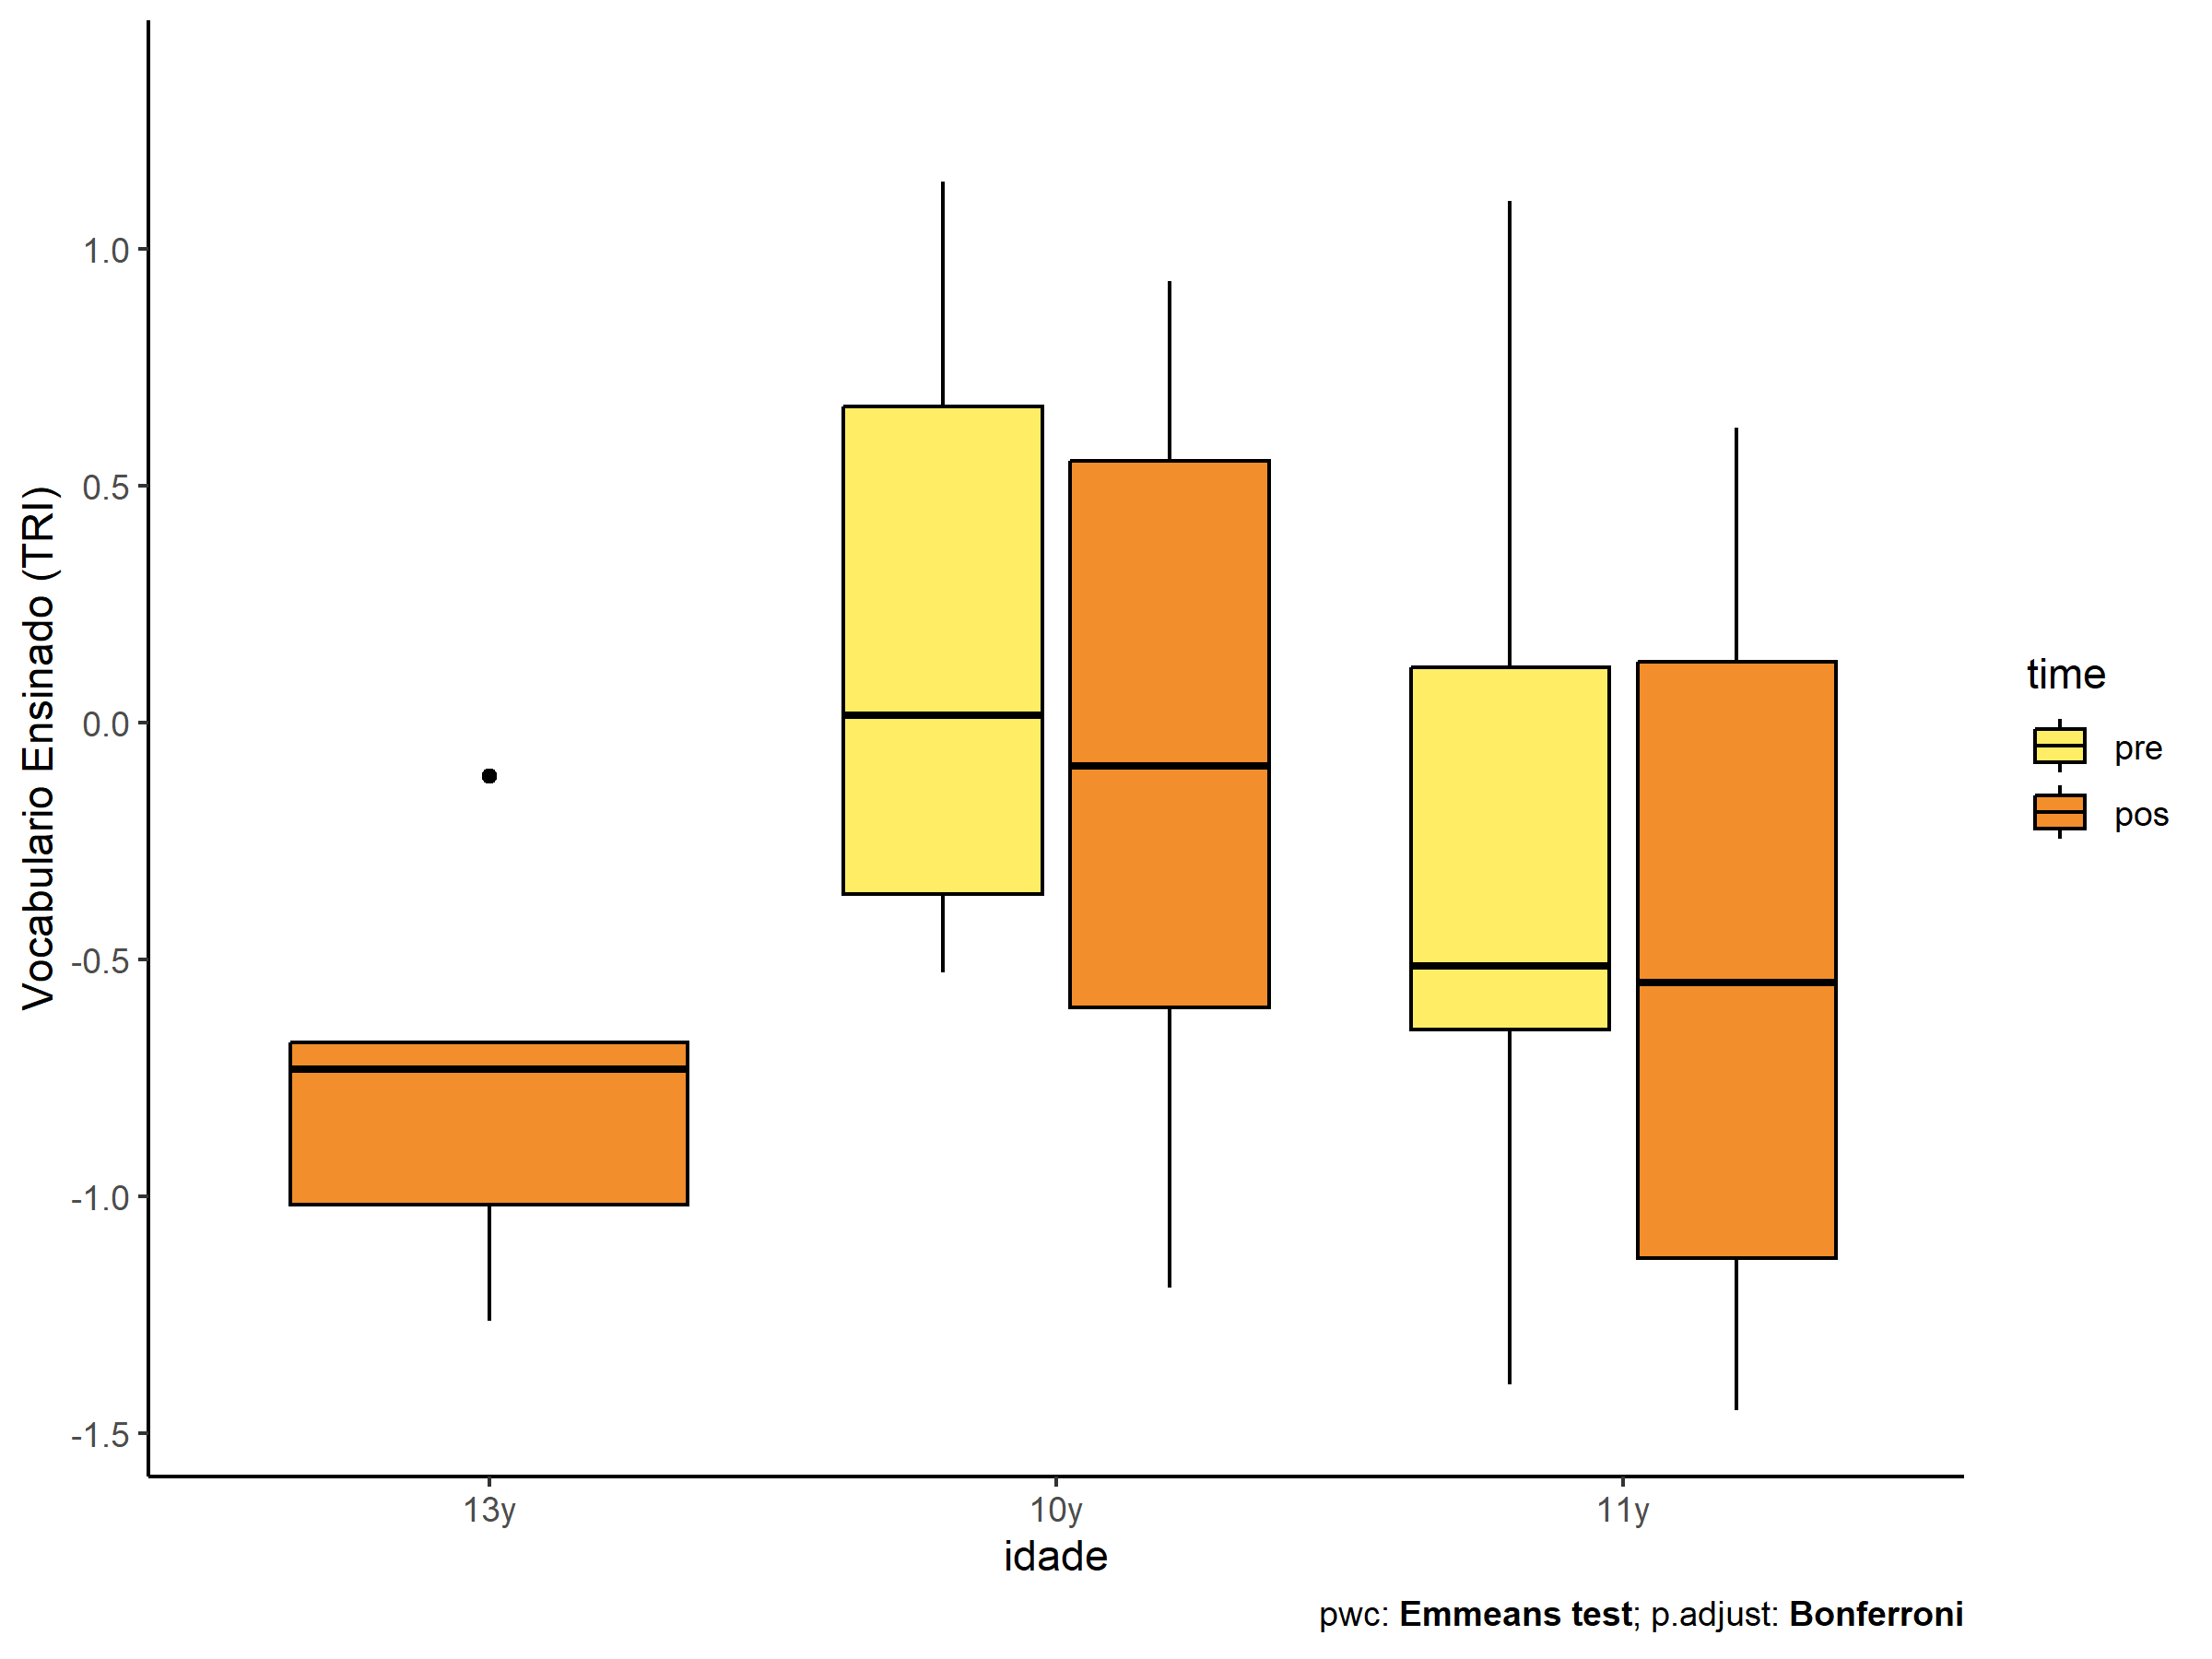 Vocabulario Ensinado (TRI)
1.0
0.5
0.0
-0.5
-1.0
-1.5
13y
10y
11y
idade
time
pre
pos
pwc: Emmeans test; p.adjust: Bonferroni